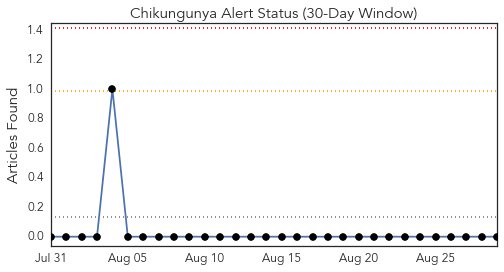 Chikungunya Alert Status (30-Day Window)
Articles Found
1.4
1.2
1.0
0.8
0.6
0.4
0.2
0.0
Jul 31 Aug 05 Aug 10 Aug 15 Aug 20 Aug 25